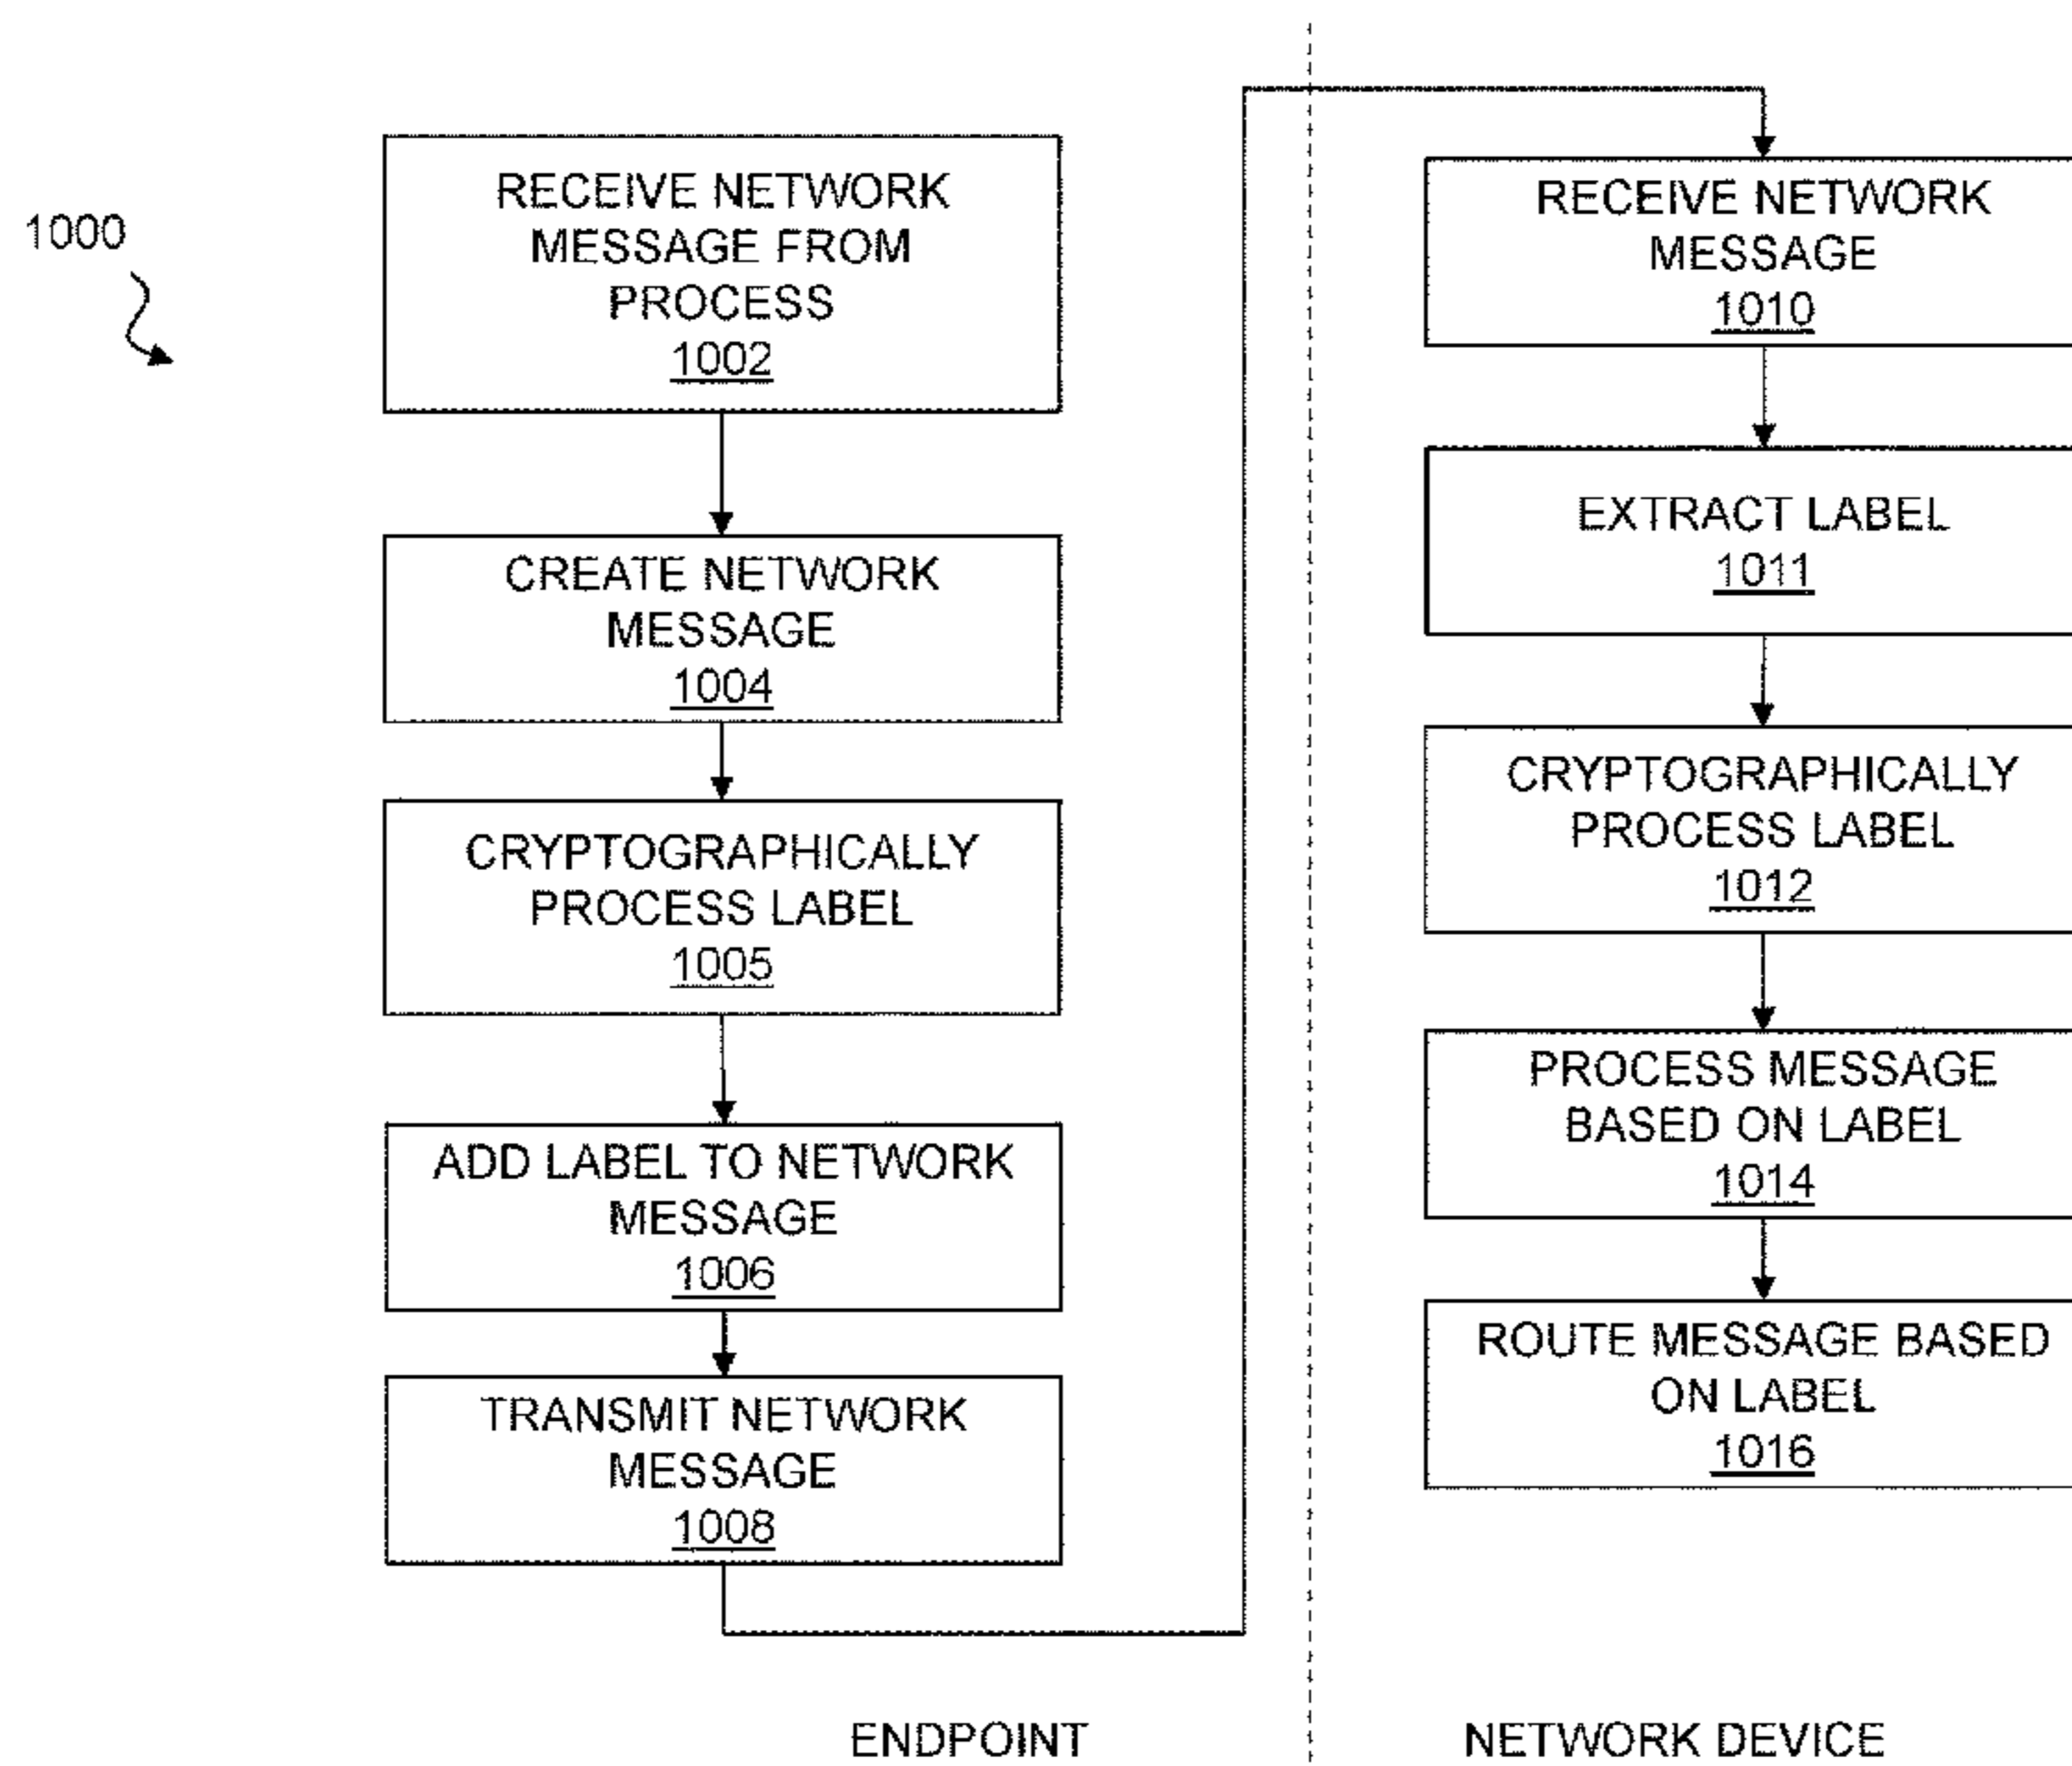 1000
RECEIVE NETWORK
MESSAGE FROM
PROCESS
1002
CREATE NETWORK
MESSAGE
1004
CRYPTOGRAPHICALLY
PROCESS LABEL
1005
ADD LABEL TO NETWORK
MESSAGE
1006
TRANSMIT NETWORK
MESSAGE
1008
ENDPOINT
RECEIVE NETWORK
MESSAGE
1010
EXTRACT LABEL
1011
CRYPTOGRAPHICALLY
PROCESS LABEL
1012
PROCESS MESSAGE
BASED ON LABEL
1014
ROUTE MESSAGE BASED
ON LABEL
1016
NETWORK DEVICE